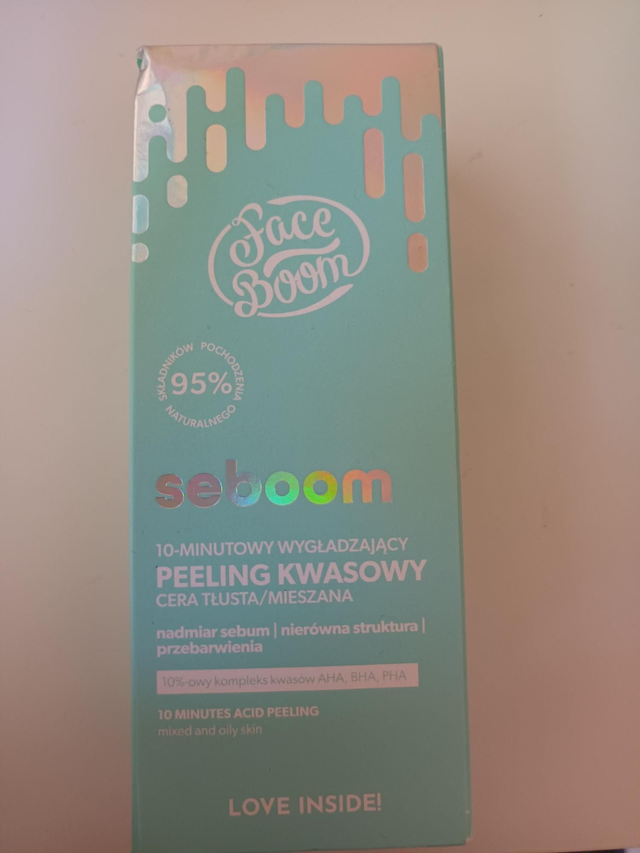 Face
Boom
SKŁADNIKÓW POCHODZENIA
95%
NATURALNEGO
seboom
10-MINUTOWY WYGŁADZAJĄCY
PEELING KWASOWY
CERA TŁUSTA/MIESZANA
nadmiar sebum | nierówna struktura |
przebarwienia
10%-owy kompleks kwasów AHA, BHA, PHA
10 MINUTES ACID PEELING
mixed and oily skin
LOVE INSIDE!